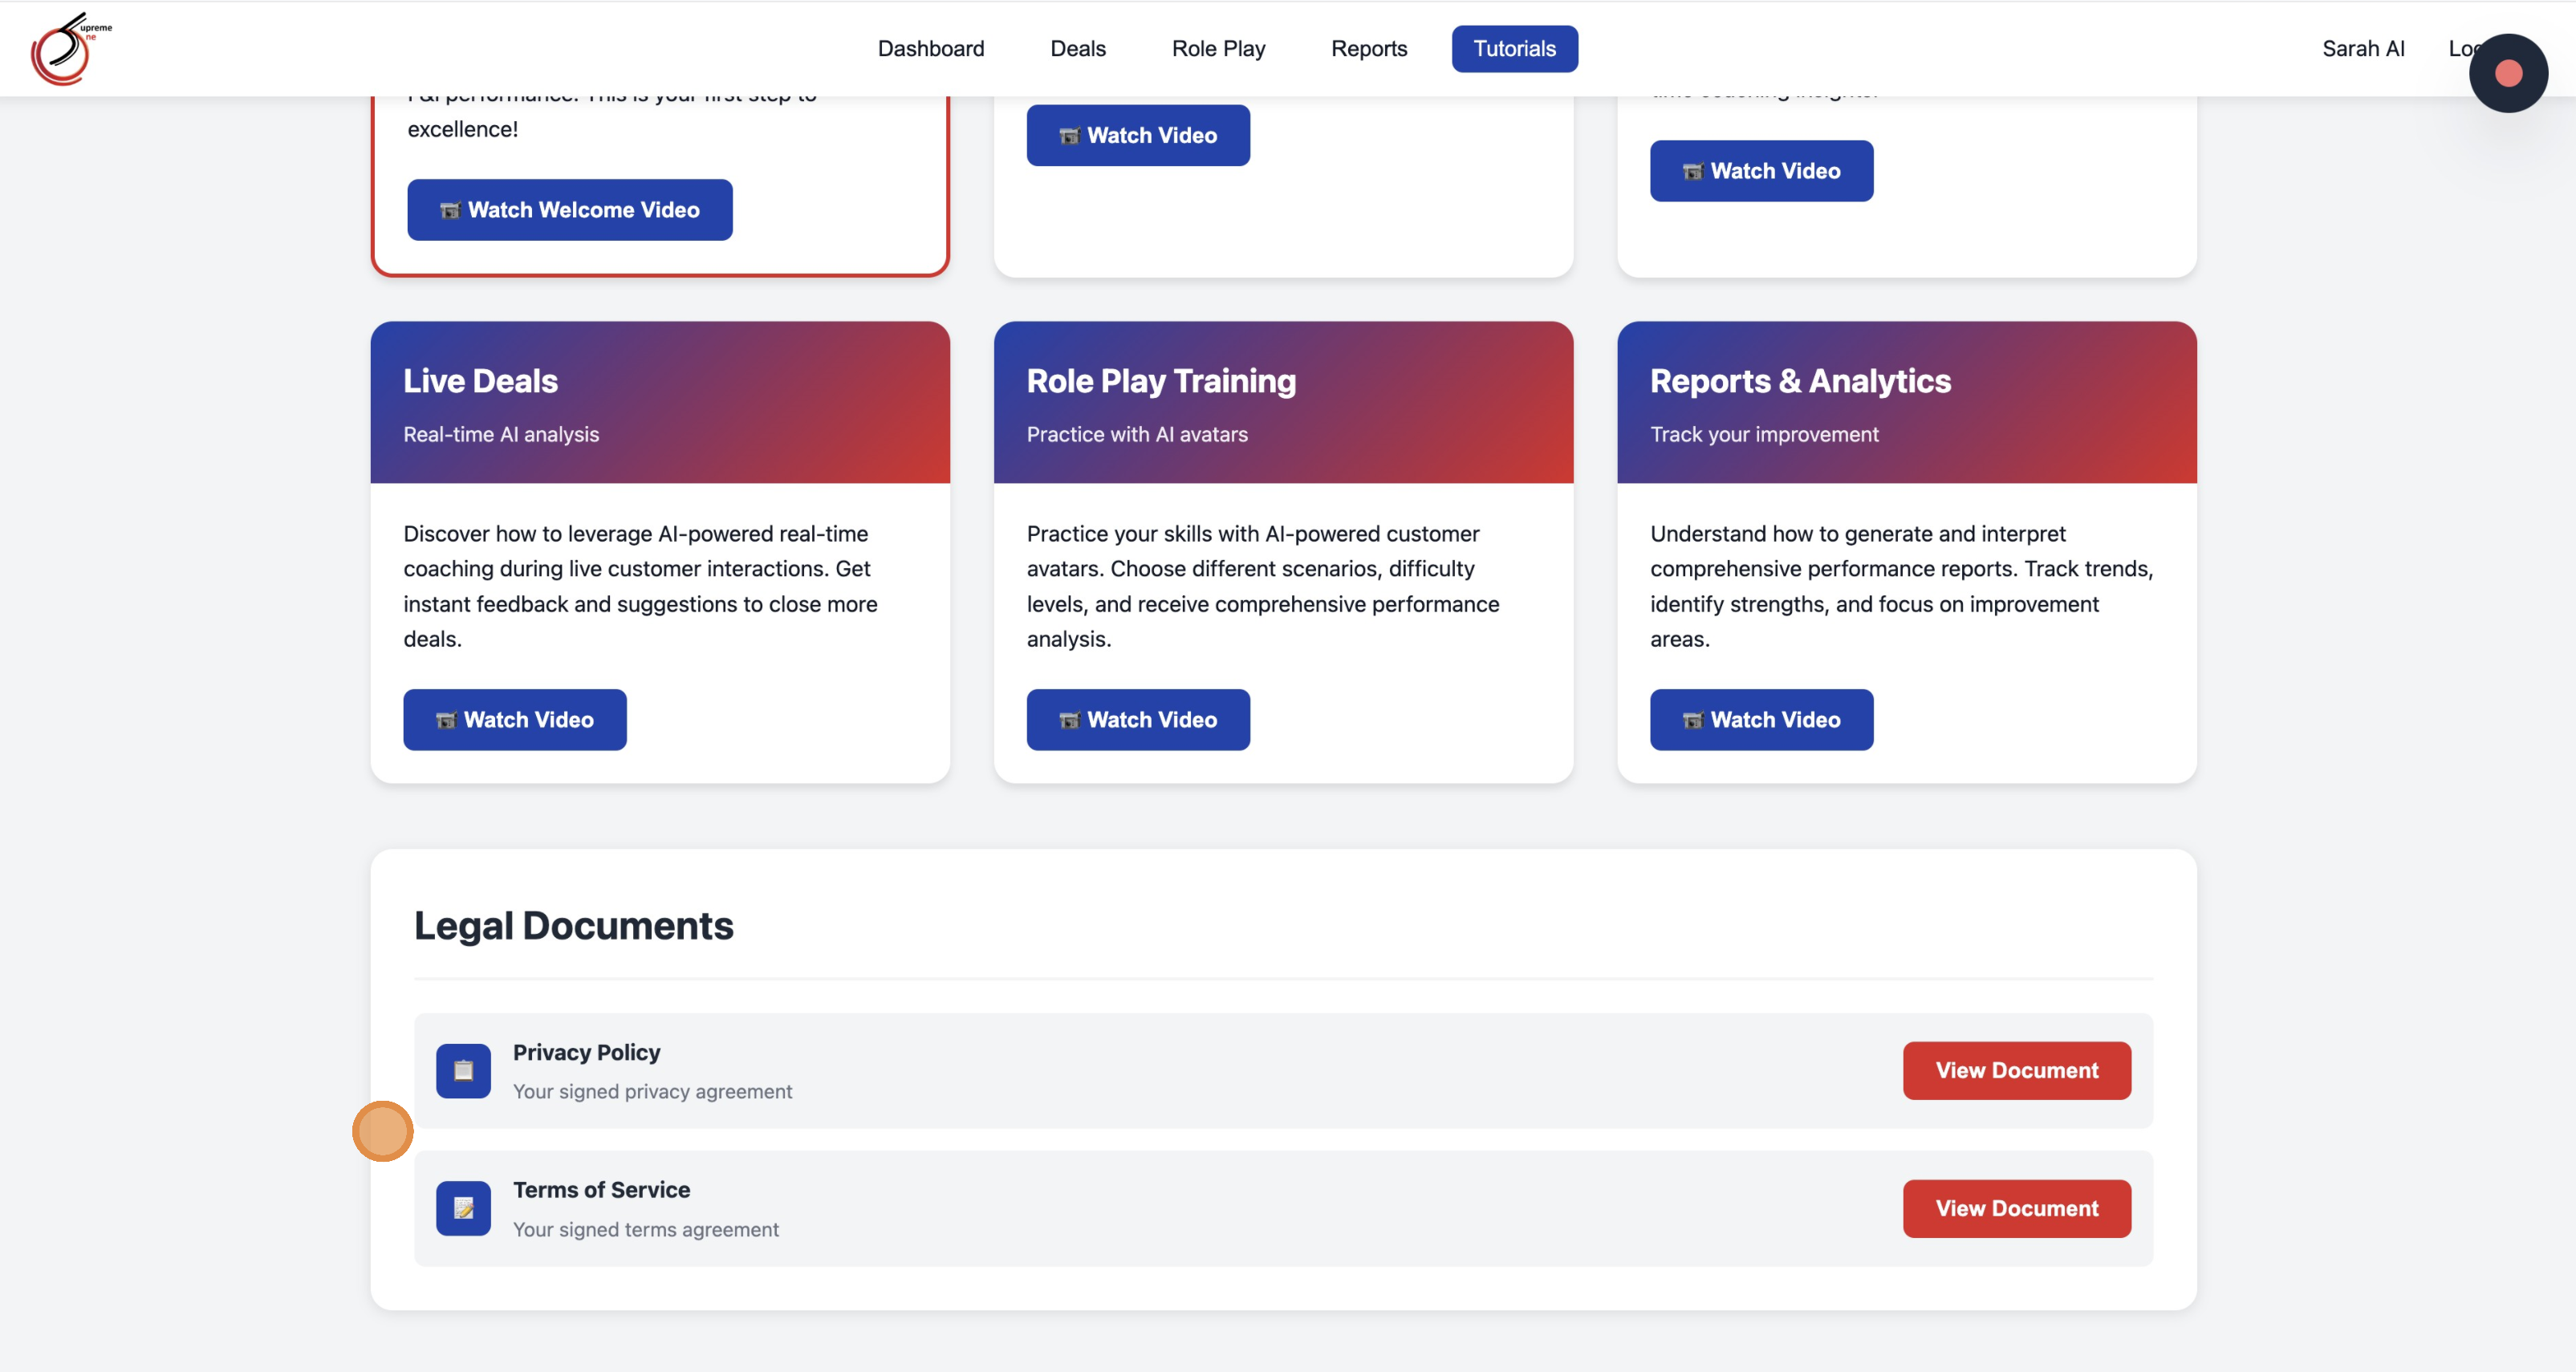 upreme
ne
Dashboard
Deals
Role Play
Reports
Tutorials
Sarah AI
excellence!
Watch Welcome Video
Watch Video
Watch Video
Live Deals
Real-time AI analysis
Discover how to leverage AI-powered real-time
coaching during live customer interactions. Get
instant feedback and suggestions to close more
deals.
Watch Video
Role Play Training
Practice with AI avatars
Practice your skills with AI-powered customer
avatars. Choose different scenarios, difficulty
levels, and receive comprehensive performance
analysis.
Watch Video
Reports & Analytics
Track your improvement
Understand how to generate and interpret
comprehensive performance reports. Track trends,
identify strengths, and focus on improvement
areas.
Watch Video
Legal Documents
Privacy Policy
Your signed privacy agreement
View Document
Terms of Service
Your signed terms agreement
View Document